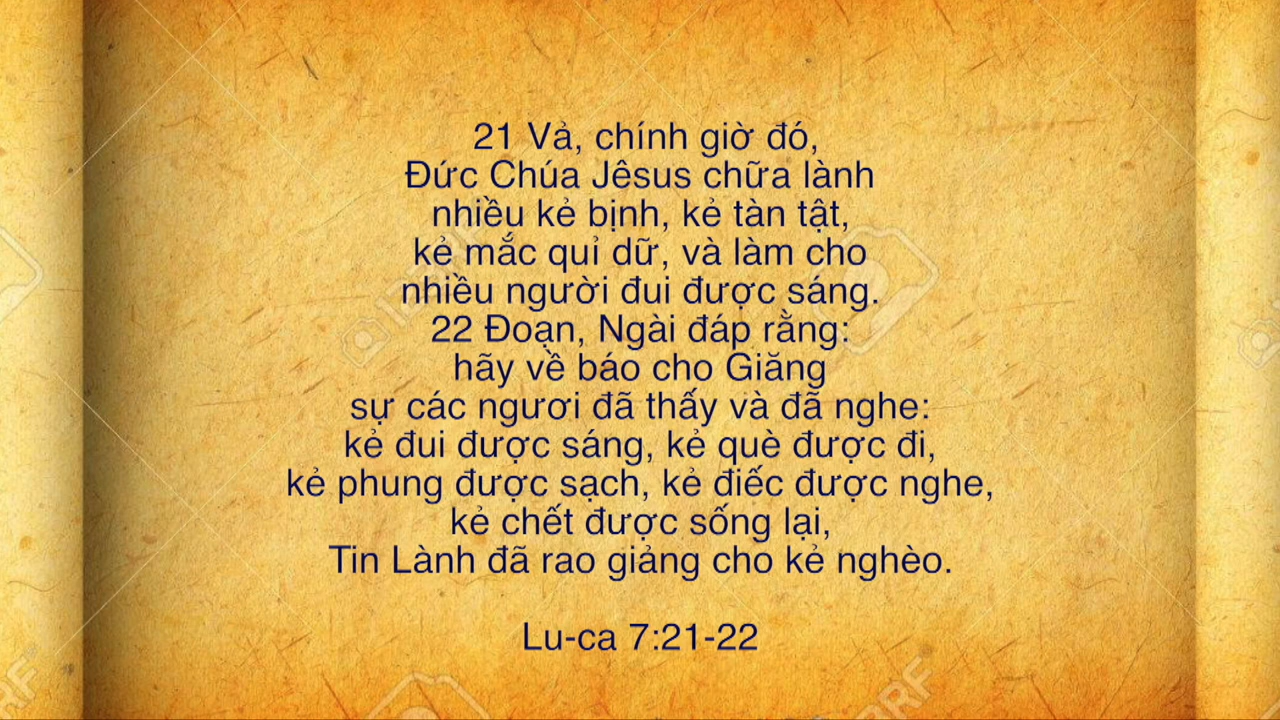 21 Vả, chính giờ đó,
Đức Chúa Jêsus chữa lành
nhiều kẻ bịnh, kẻ tàn tật,
kẻ mắc quỉ dữ, và làm cho
nhiều người đui được sáng.
22 Đoạn, Ngài đáp rằng:
hãy về báo cho Giăng
sự các ngươi đã thấy và đã nghe:
kẻ đui được sáng, kẻ què được đi,
kẻ phung được sạch, kẻ điếc được nghe,
kẻ chết được sống lại,
Tin Lành đã rao giảng cho kẻ nghèo.
Lu-ca 7:21-22